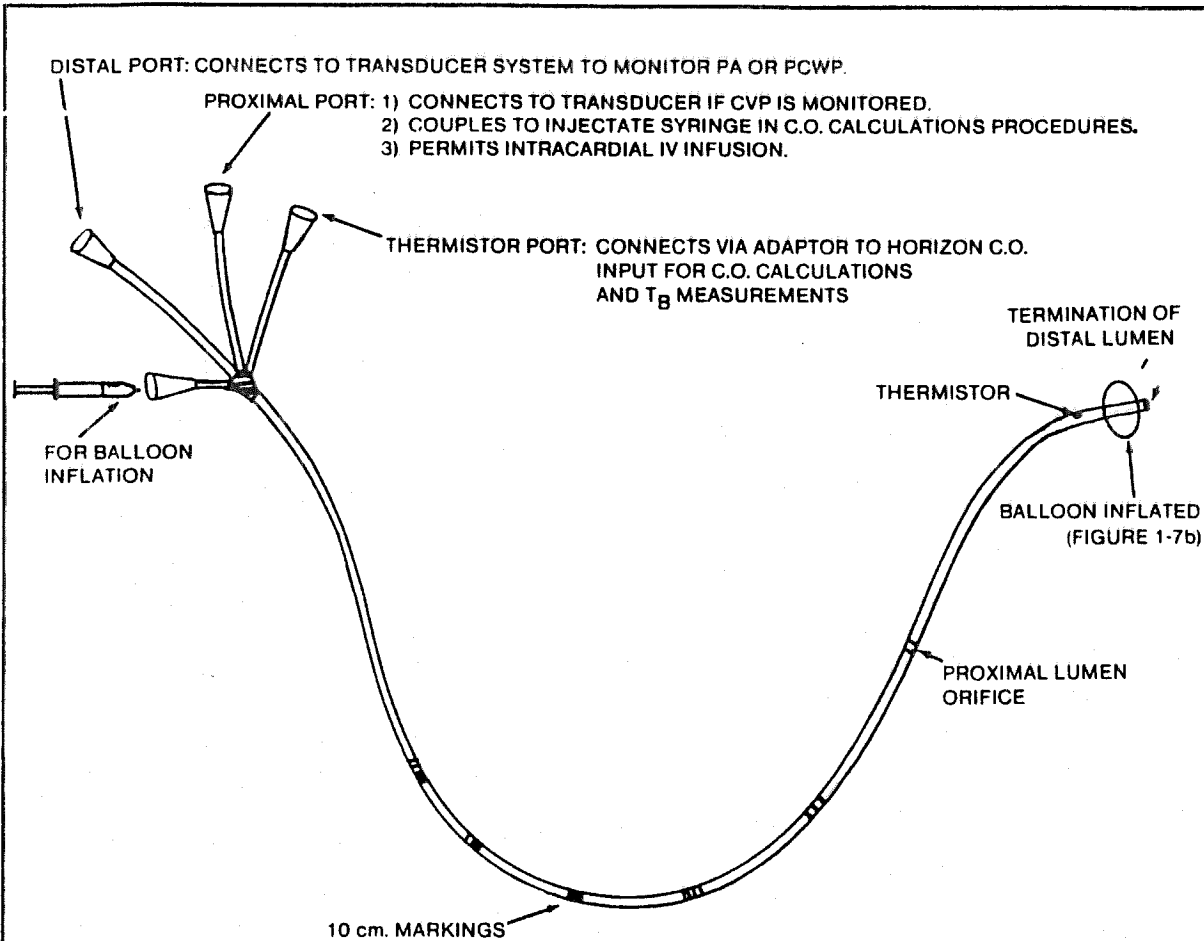 DISTAL PORT: CONNECTS TO TRANSDUCER SYSTEM TO MONITOR PA OR PCWP.
PROXIMAL PORT: 1) CONNECTS TO TRANSDUCER IF CVP IS MONITORED.
2) COUPLES TO INJECTATE SYRINGE IN C.O. CALCULATIONS PROCEDURES.
3) PERMITS INTRACARDIAL IV INFUSION.
THERMISTOR PORT: CONNECTS VIA ADAPTOR TO HORIZON C.O.
INPUT FOR C.O. CALCULATIONS
AND TB MEASUREMENTS
TERMINATION OF
DISTAL LUMEN
THERMISTOR
FOR BALLOON
INFLATION
BALLOON INFLATED
(FIGURE 1-7b)
PROXIMAL LUMEN
ORIFICE
10 cm. MARKINGS